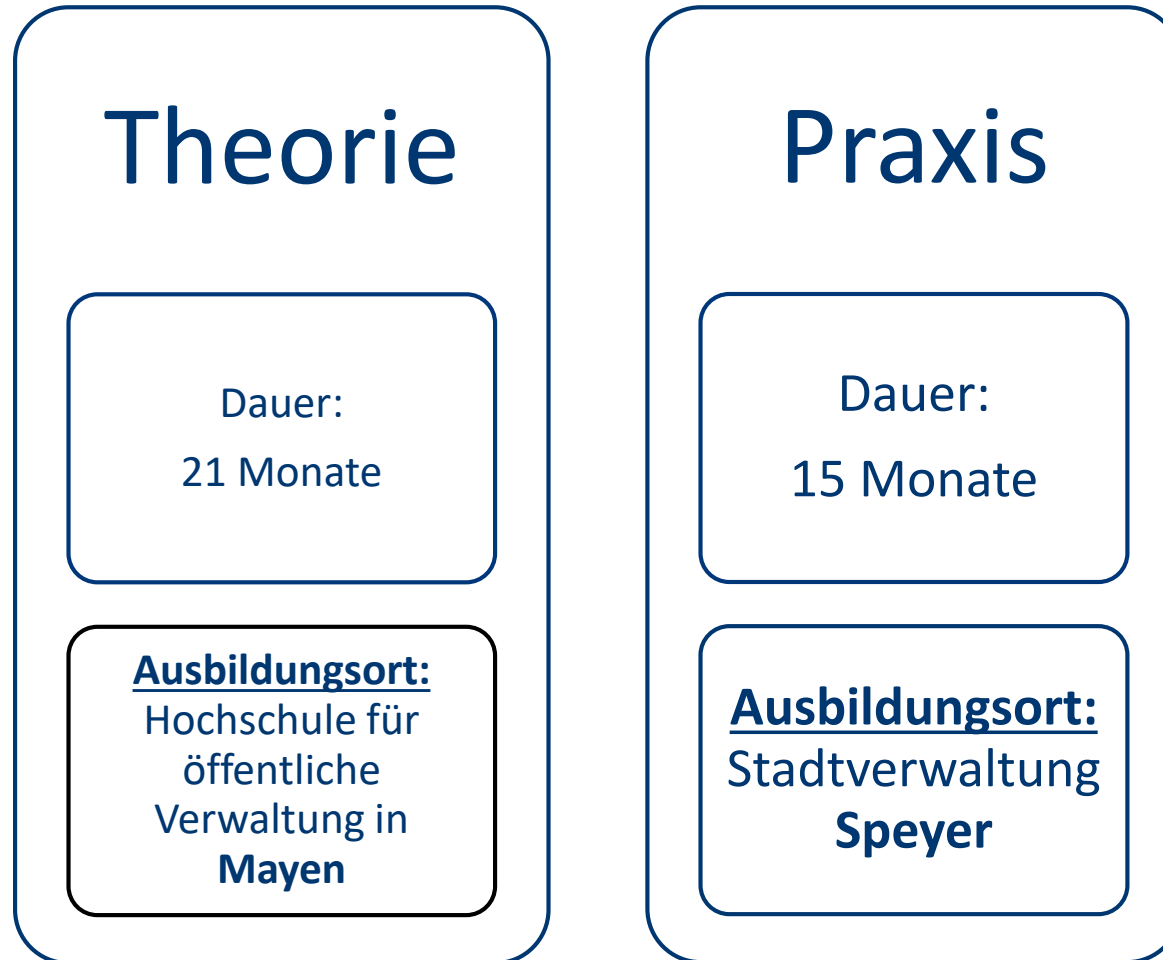 Theorie
Dauer:
21 Monate
Ausbildungsort:
Hochschule für
öffentliche
Verwaltung in
Mayen
Praxis
Dauer:
15 Monate
Ausbildungsort:
Stadtverwaltung
Speyer